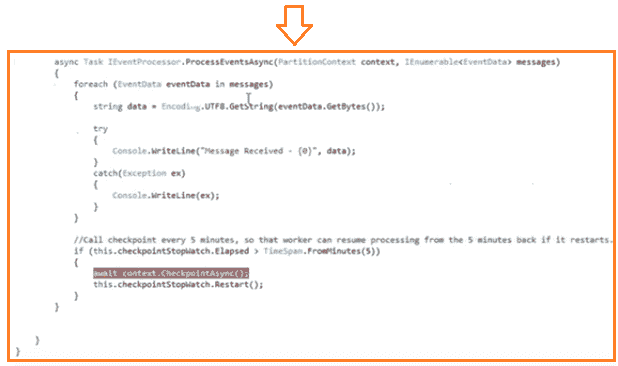 async Task IEventProcessor.ProcessEventsAsync(PartitionContext context, IEnumerable<EventData> messages)
{
foreach (EventData eventData in messages)
{
string data = Encoding.UTF8.GetString(eventData.GetBytes());
try
{
Console.WriteLine("Message Received - {0}", data);
}
catch(Exception ex)
{
Console.WriteLine(ex);
}
}
//Call checkpoint every 5 minutes, so that worker can resume processing from the 5 minutes back if it restarts.
if (this.checkpointStopWatch.Elapsed > TimeSpan.FromMinutes(5))
{
await context.CheckpointAsync();
this.checkpointStopWatch.Restart();
}
}
}
}